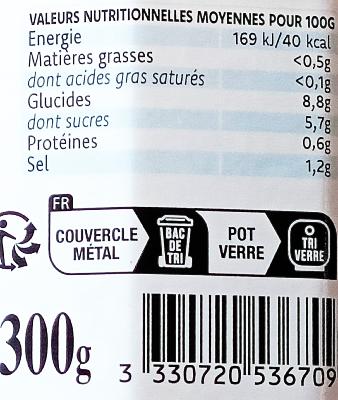 VALEURS NUTRITIONNELLES MOYENNES POUR 100G
Energie 169 kJ/40 kcal
Matières grasses <0,5g
dont acides gras saturés <0,1g
Glucides 8,8g
dont sucres 5,7g
Protéines 0,6g
Sel 1,2g
FR
COUVERCLE MÉTAL
BAC DE TRI
POT VERRE
TRI VERRE
300g
3 330720 536709